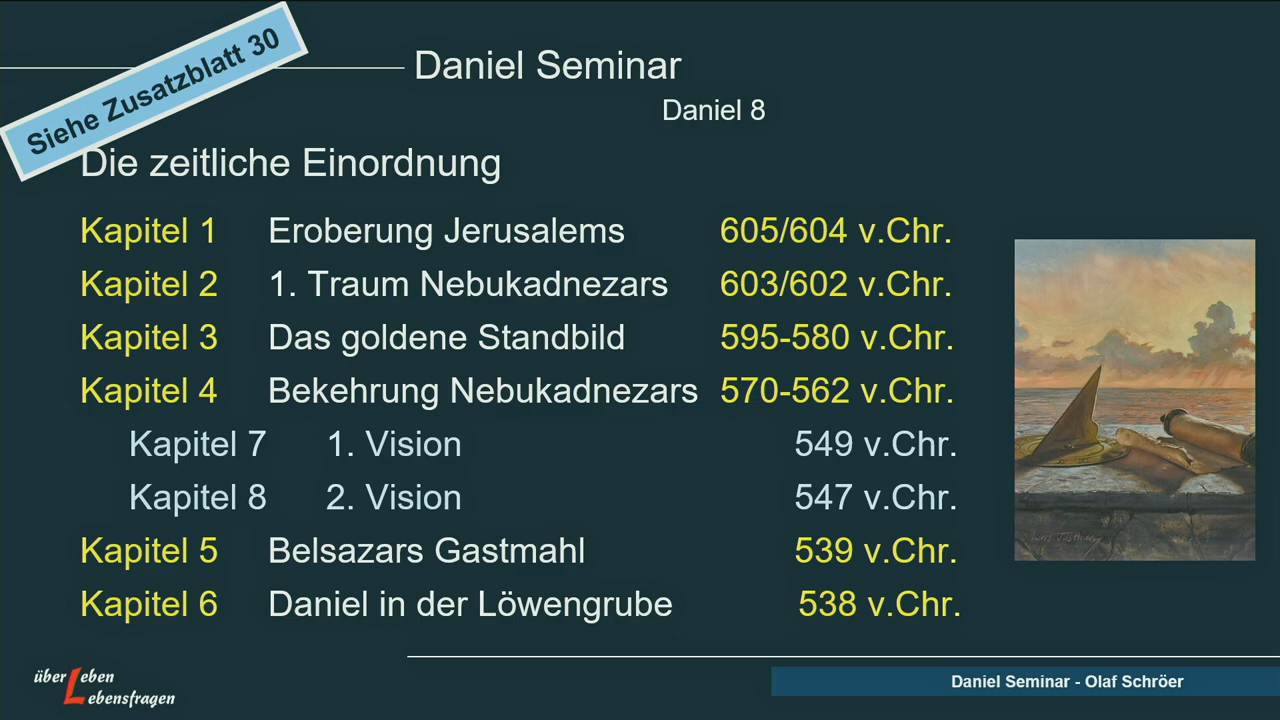 Siehe Zusatzblatt 30
Daniel Seminar
Daniel 8
Die zeitliche Einordnung
Kapitel 1 Eroberung Jerusalems 605/604 v.Chr.
Kapitel 2 1. Traum Nebukadnezars 603/602 v.Chr.
Kapitel 3 Das goldene Standbild 595-580 v.Chr.
Kapitel 4 Bekehrung Nebukadnezars 570-562 v.Chr.
Kapitel 7 1. Vision 549 v.Chr.
Kapitel 8 2. Vision 547 v.Chr.
Kapitel 5 Belsazars Gastmahl 539 v.Chr.
Kapitel 6 Daniel in der Löwengrube 538 v.Chr.
über Leben
Lebensfragen
Daniel Seminar - Olaf Schröer